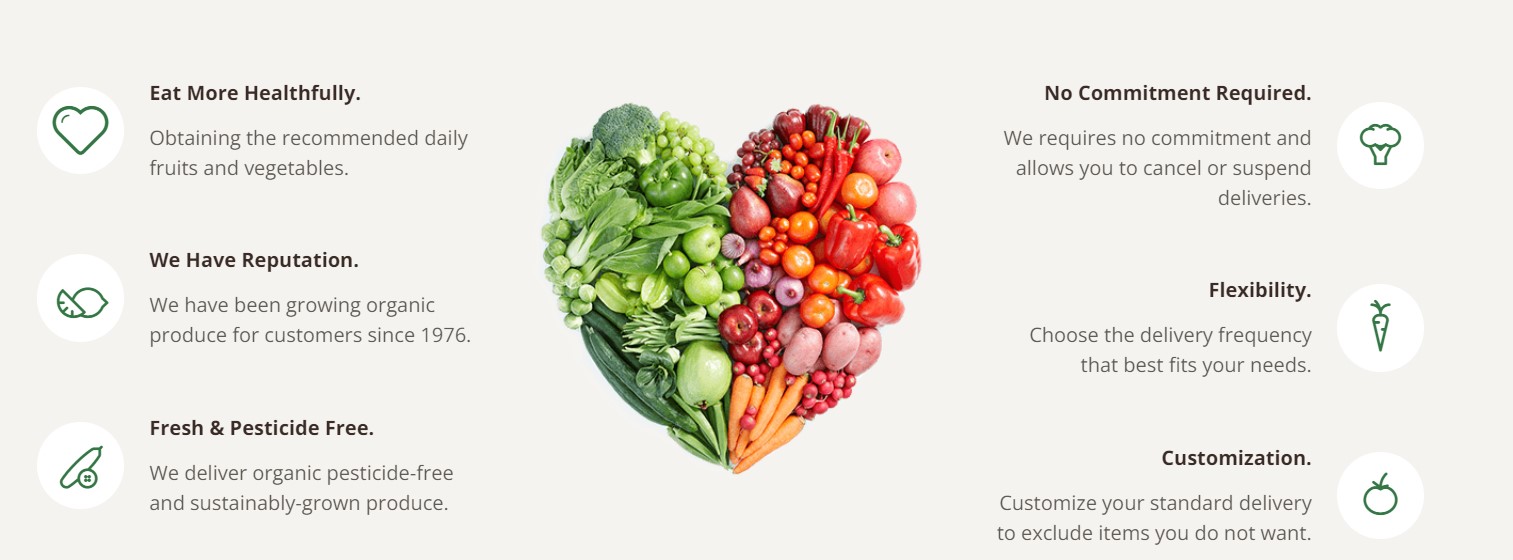 Eat More Healthfully.
Obtaining the recommended daily
fruits and vegetables.
We Have Reputation.
We have been growing organic
produce for customers since 1976.
Fresh & Pesticide Free.
We deliver organic pesticide-free
and sustainably-grown produce.
No Commitment Required.
We requires no commitment and
allows you to cancel or suspend
deliveries.
Flexibility.
Choose the delivery frequency
that best fits your needs.
Customization.
Customize your standard delivery
to exclude items you do not want.